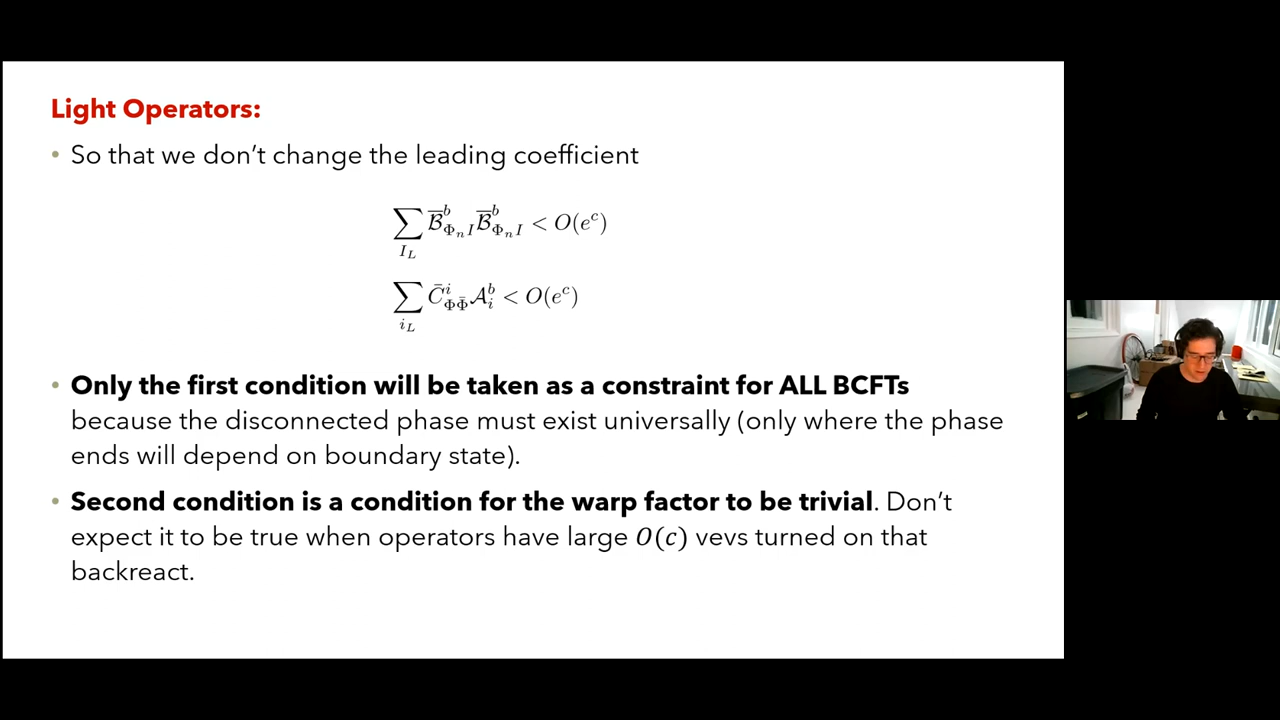 Light Operators:
• So that we don't change the leading coefficient
$\sum_{I_L} \overline{\mathcal{B}}^b_{\Phi_n I} \overline{\mathcal{B}}^b_{\Phi_n I} < O(e^c)$
$\sum_{i_L} \bar{C}^i_{\Phi\bar{\Phi}} \mathcal{A}^b_i < O(e^c)$
• Only the first condition will be taken as a constraint for ALL BCFTs
because the disconnected phase must exist universally (only where the phase
ends will depend on boundary state).
• Second condition is a condition for the warp factor to be trivial. Don't
expect it to be true when operators have large O(c) vevs turned on that
backreact.